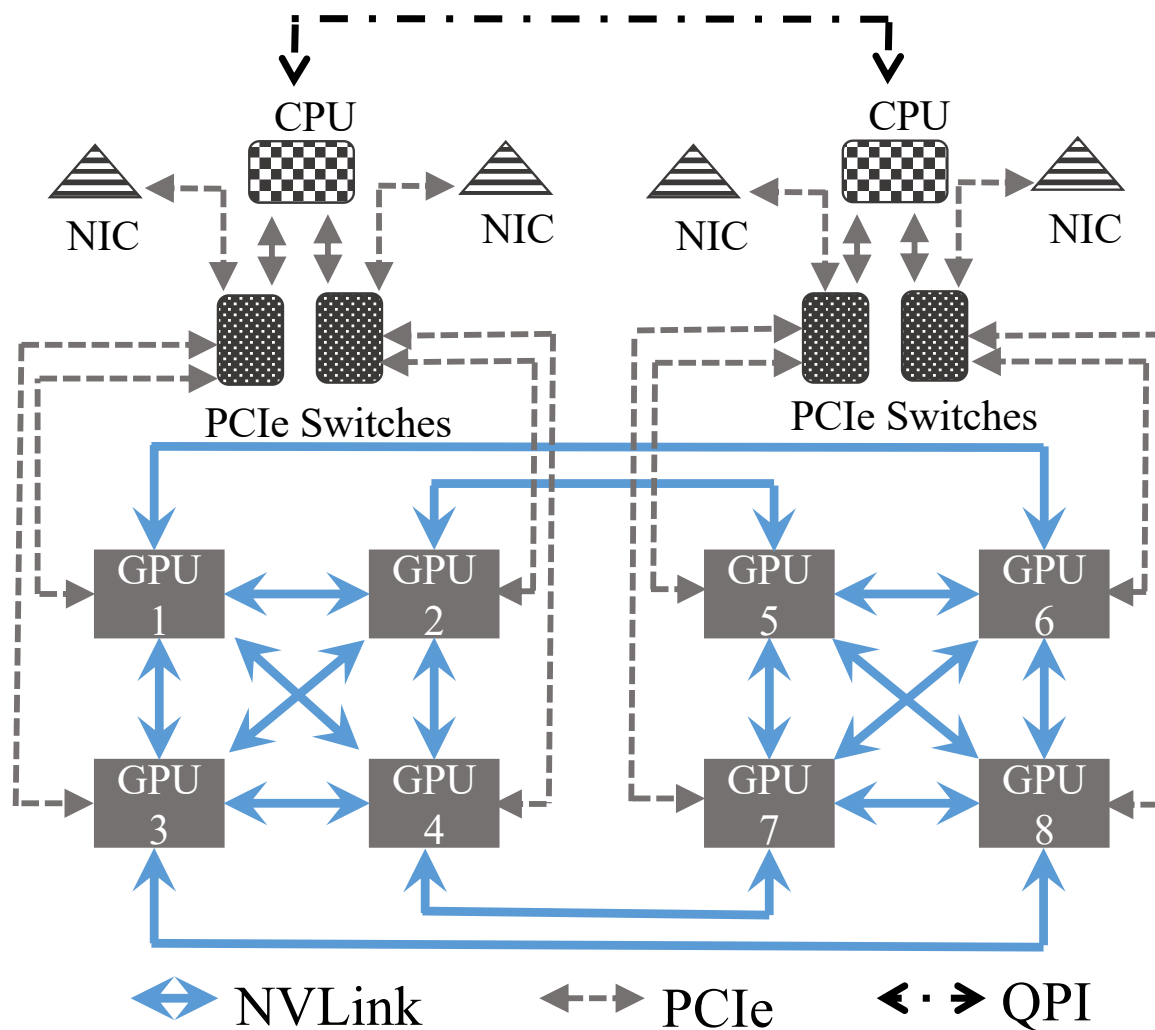 CPU
CPU
NIC
NIC
NIC
NIC
PCIe Switches
PCIe Switches
GPU
1
GPU
2
GPU
5
GPU
6
GPU
3
GPU
4
GPU
7
GPU
8
NVLink
PCIe
QPI